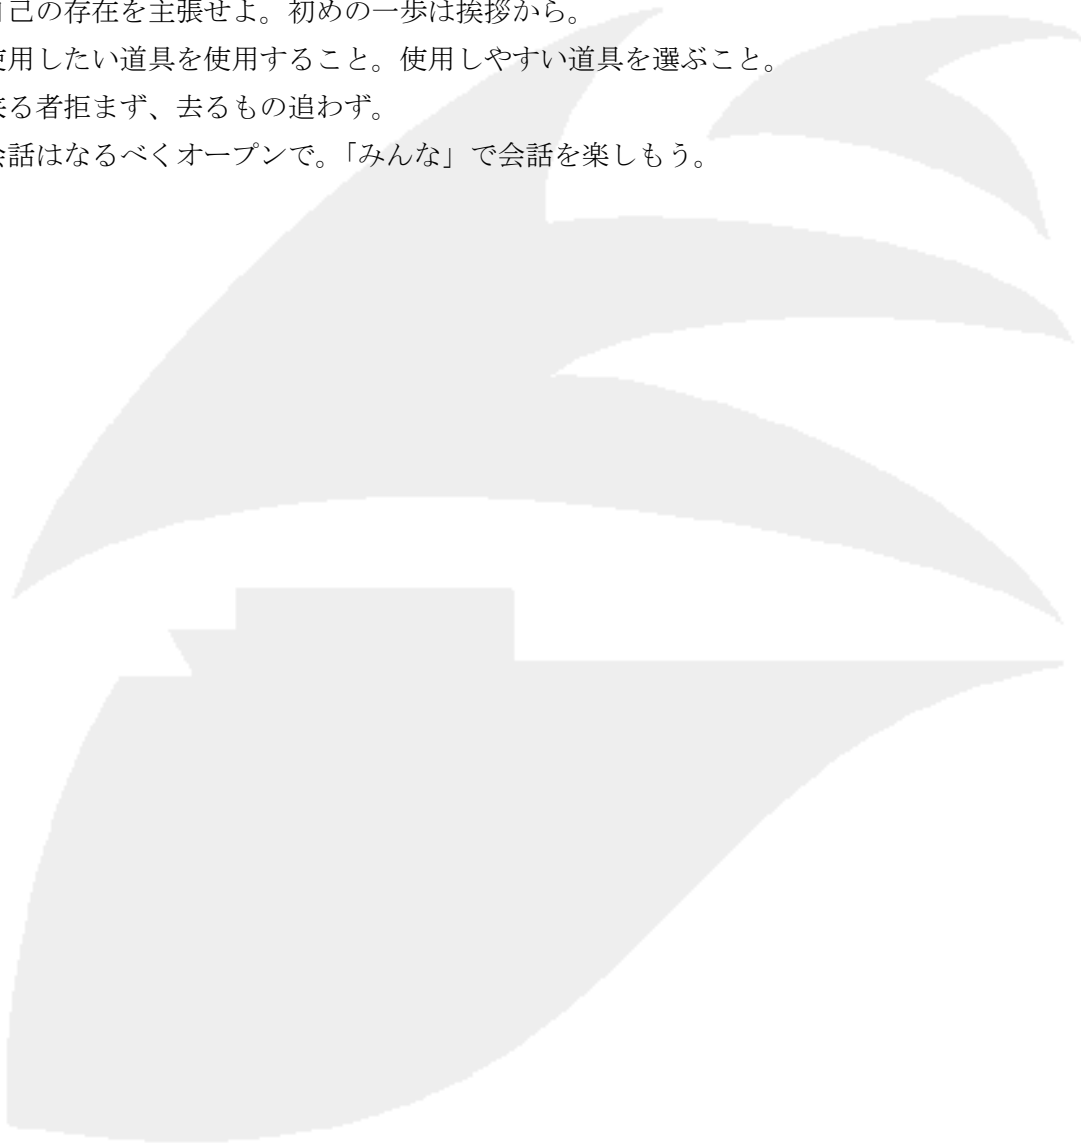 自己の存在を主張せよ。初めの一歩は挨拶から。
使用したい道具を使用すること。使用しやすい道具を選ぶこと。
来る者拒まず、去るもの追わず。
会話はなるべくオープンで。「みんな」で会話を楽しもう。